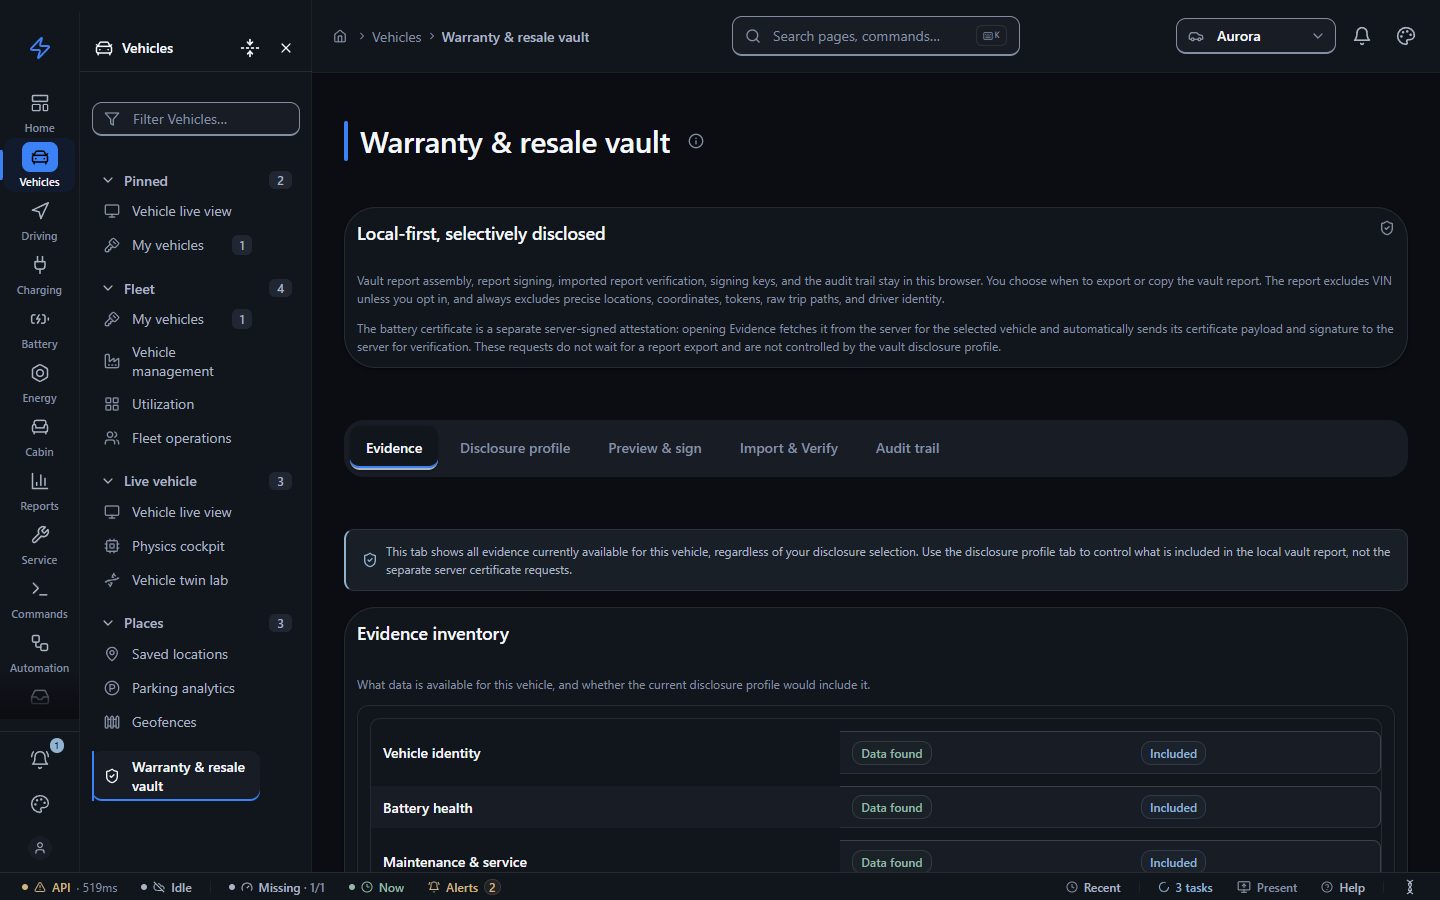 Vehicles
Vehicles
Warranty & resale vault
Search pages, commands...
K
Aurora
Home
Vehicles
Driving
Charging
Battery
Energy
Cabin
Reports
Service
Commands
Automation
1
Filter Vehicles...
Pinned
2
Vehicle live view
My vehicles
1
Fleet
4
My vehicles
1
Vehicle
management
Utilization
Fleet operations
Live vehicle
3
Vehicle live view
Physics cockpit
Vehicle twin lab
Places
3
Saved locations
Parking analytics
Geofences
Warranty & resale
vault
Warranty & resale vault
Local-first, selectively disclosed
Vault report assembly, report signing, imported report verification, signing keys, and the audit trail stay in this browser. You choose when to export or copy the vault report. The report excludes VIN
unless you opt in, and always excludes precise locations, coordinates, tokens, raw trip paths, and driver identity.
The battery certificate is a separate server-signed attestation: opening Evidence fetches it from the server for the selected vehicle and automatically sends its certificate payload and signature to the
server for verification. These requests do not wait for a report export and are not controlled by the vault disclosure profile.
Evidence
Disclosure profile
Preview & sign
Import & Verify
Audit trail
This tab shows all evidence currently available for this vehicle, regardless of your disclosure selection. Use the disclosure profile tab to control what is included in the local vault report, not the
separate server certificate requests.
Evidence inventory
What data is available for this vehicle, and whether the current disclosure profile would include it.
Vehicle identity
Data found
Included
Battery health
Data found
Included
Maintenance & service
Data found
Included
API · 519ms
Idle
Missing · 1/1
Now
Alerts
2
Recent
3 tasks
Present
Help